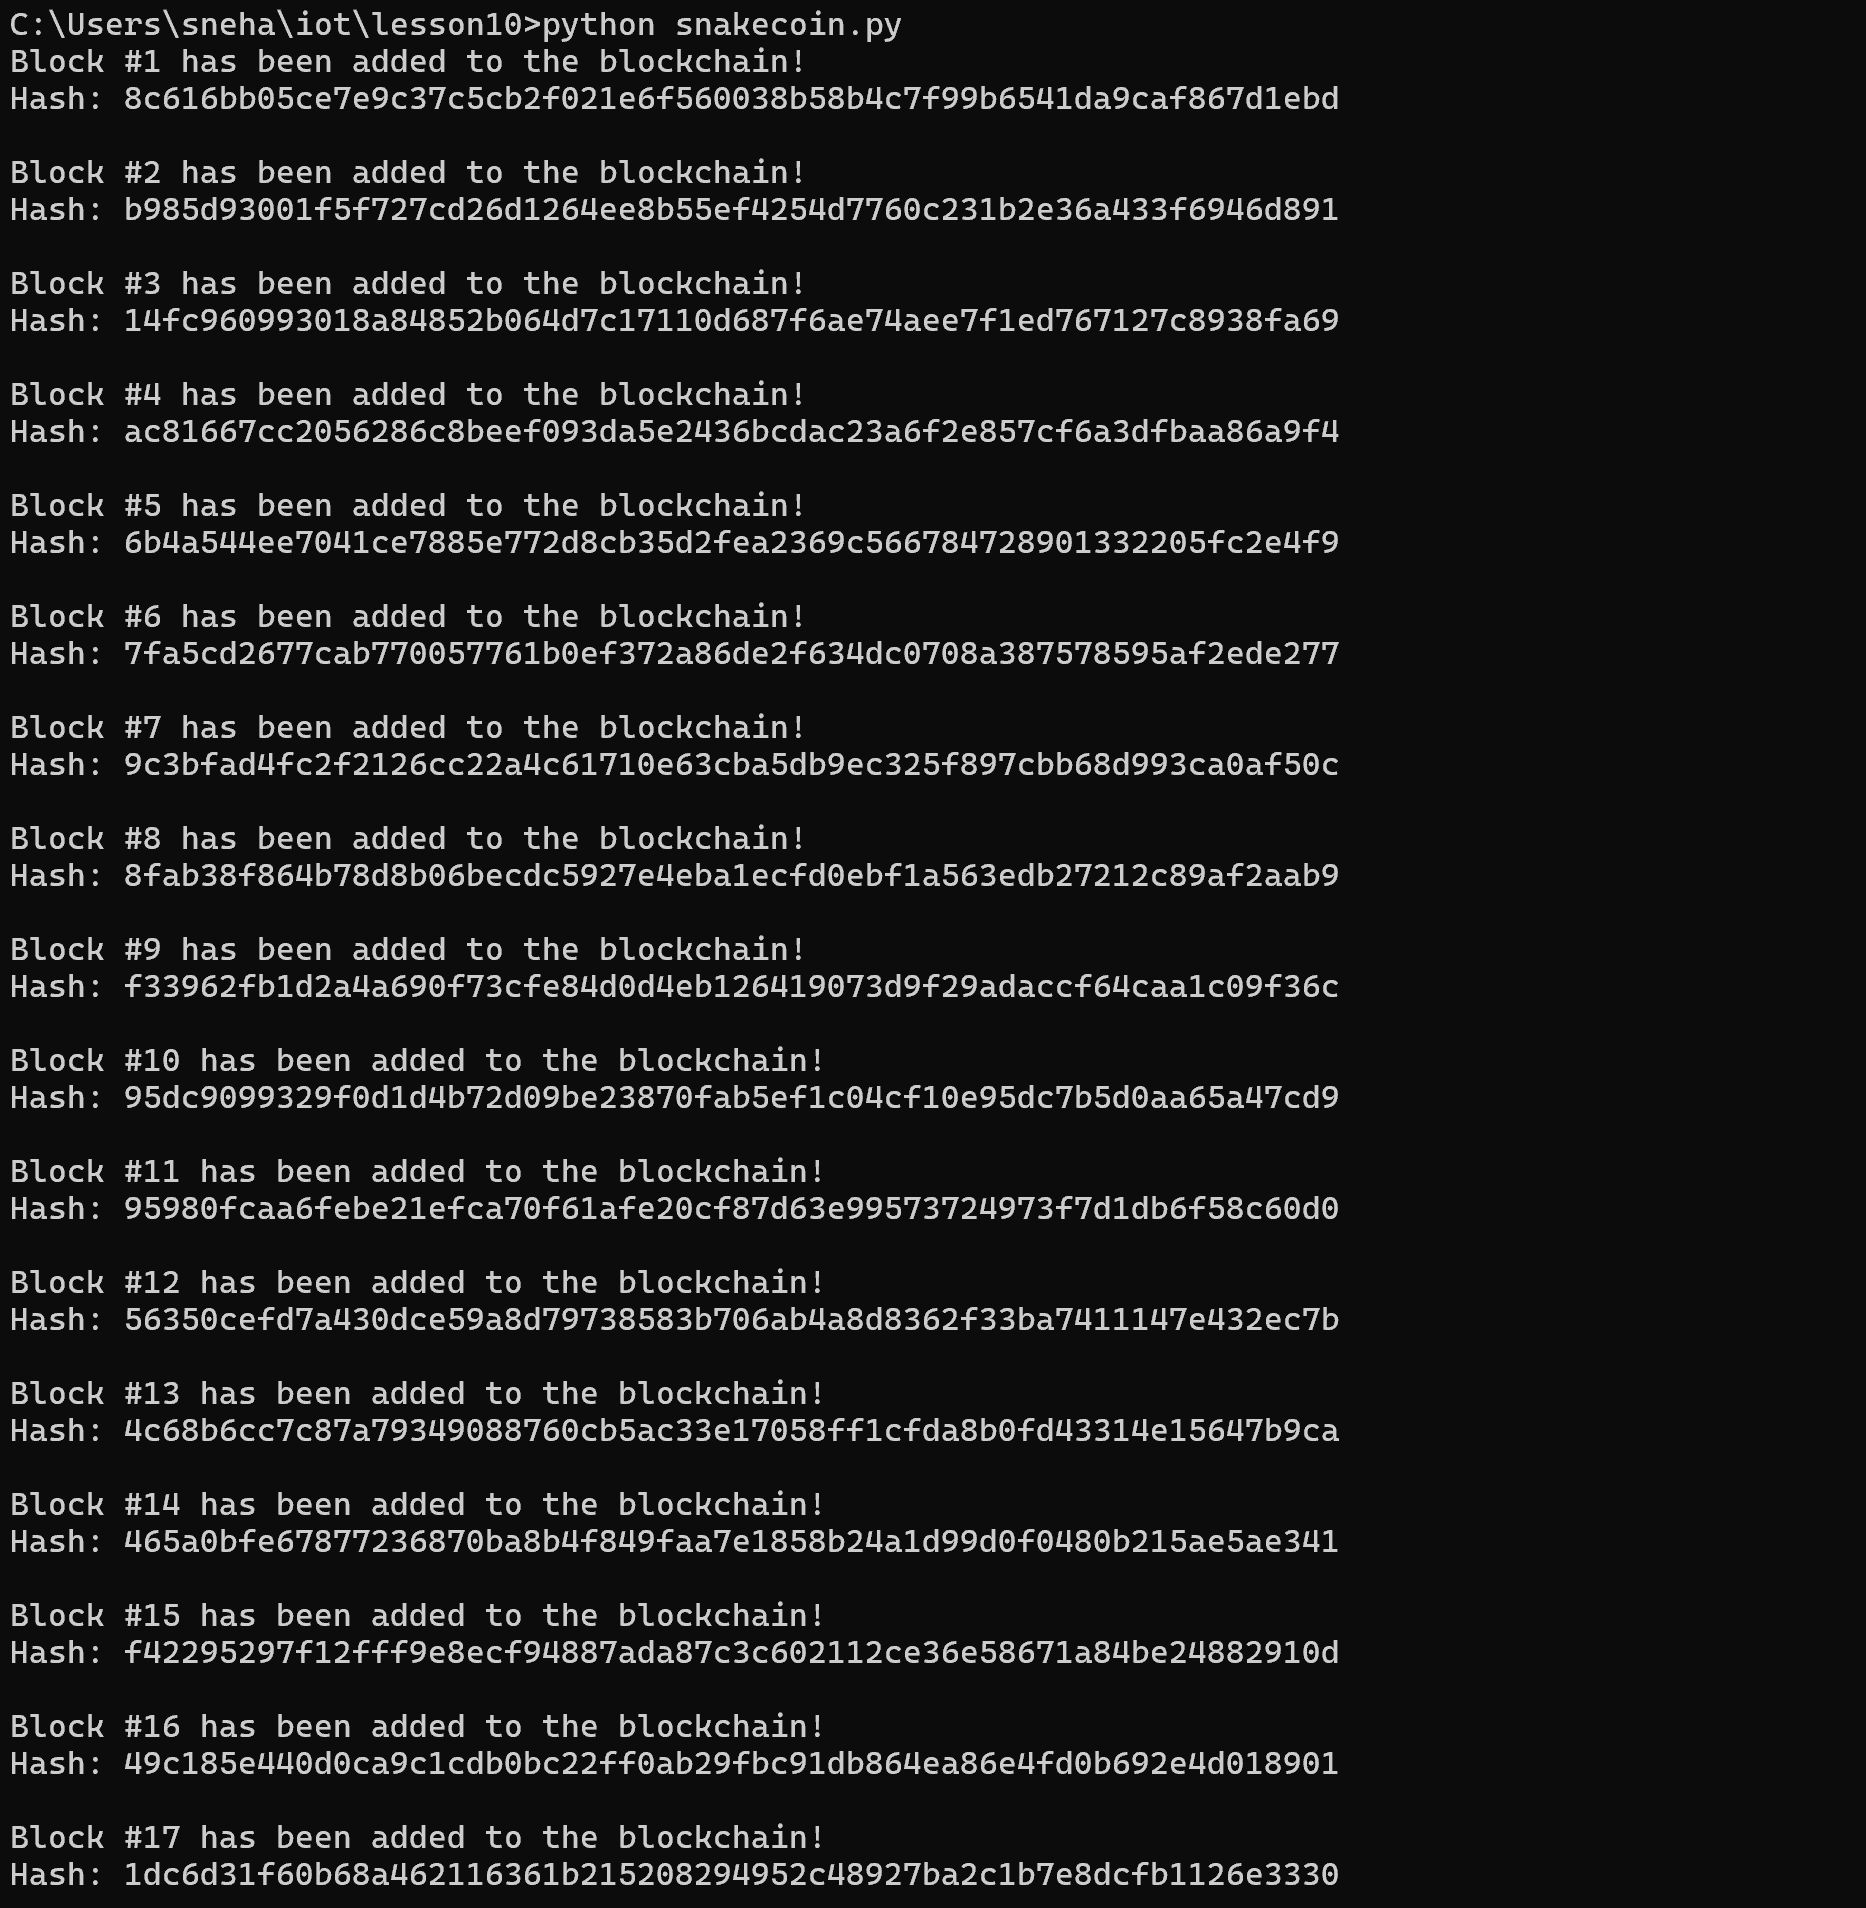 C:\Users\sneha\iot\lesson10>python snakecoin.py
Block #1 has been added to the blockchain!
Hash: 8c616bb05ce7e9c37c5cb2f021e6f560038b58b4c7f99b6541da9caf867d1ebd
Block #2 has been added to the blockchain!
Hash: b985d93001f5f727cd26d1264ee8b55ef4254d7760c231b2e36a433f6946d891
Block #3 has been added to the blockchain!
Hash: 14fc960993018a84852b064d7c17110d687f6ae74aee7f1ed767127c8938fa69
Block #4 has been added to the blockchain!
Hash: ac81667cc2056286c8beef093da5e2436bcdac23a6f2e857cf6a3dfbaa86a9f4
Block #5 has been added to the blockchain!
Hash: 6b4a544ee7041ce7885e772d8cb35d2fea2369c566784728901332205fc2e4f9
Block #6 has been added to the blockchain!
Hash: 7fa5cd2677cab770057761b0ef372a86de2f634dc0708a387578595af2ede277
Block #7 has been added to the blockchain!
Hash: 9c3bfad4fc2f2126cc22a4c61710e63cba5db9ec325f897cbb68d993ca0af50c
Block #8 has been added to the blockchain!
Hash: 8fab38f864b78d8b06becdc5927e4eba1ecfd0ebf1a563edb27212c89af2aab9
Block #9 has been added to the blockchain!
Hash: f33962fb1d2a4a690f73cfe84d0d4eb126419073d9f29adaccf64caa1c09f36c
Block #10 has been added to the blockchain!
Hash: 95dc9099329f0d1d4b72d09be23870fab5ef1c04cf10e95dc7b5d0aa65a47cd9
Block #11 has been added to the blockchain!
Hash: 95980fcaa6febe21efca70f61afe20cf87d63e99573724973f7d1db6f58c60d0
Block #12 has been added to the blockchain!
Hash: 56350cefd7a430dce59a8d79738583b706ab4a8d8362f33ba7411147e432ec7b
Block #13 has been added to the blockchain!
Hash: 4c68b6cc7c87a79349088760cb5ac33e17058ff1cfda8b0fd43314e15647b9ca
Block #14 has been added to the blockchain!
Hash: 465a0bfe67877236870ba8b4f849faa7e1858b24a1d99d0f0480b215ae5ae341
Block #15 has been added to the blockchain!
Hash: f42295297f12fff9e8ecf94887ada87c3c602112ce36e58671a84be24882910d
Block #16 has been added to the blockchain!
Hash: 49c185e440d0ca9c1cdb0bc22ff0ab29fbc91db864ea86e4fd0b692e4d018901
Block #17 has been added to the blockchain!
Hash: 1dc6d31f60b68a462116361b215208294952c48927ba2c1b7e8dcfb1126e3330